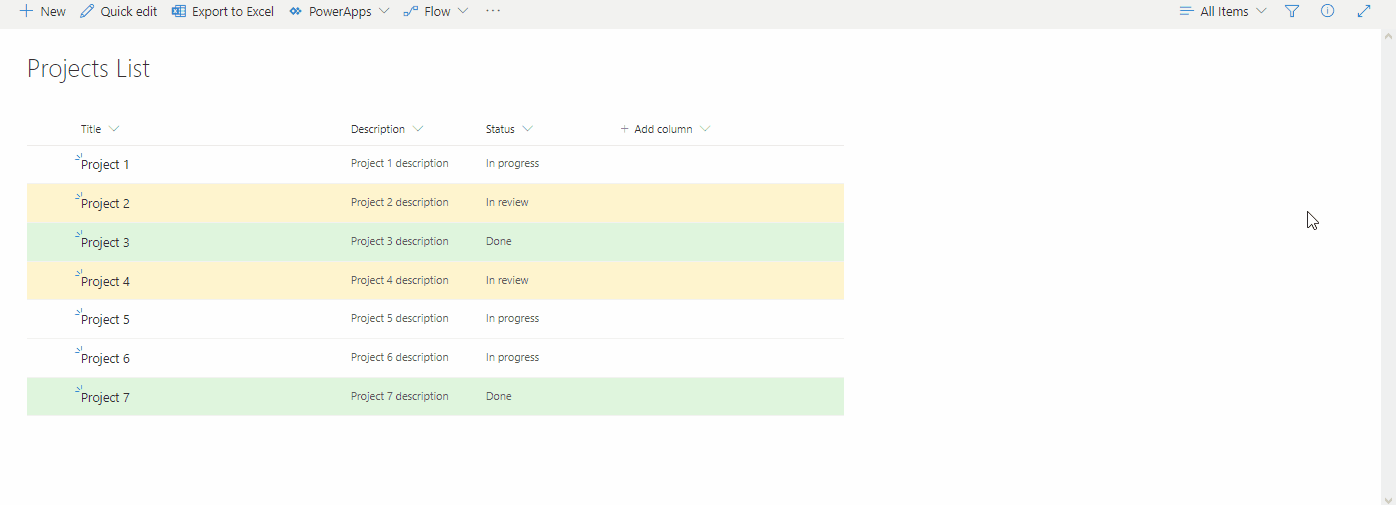 New Quick edit Export to Excel PowerApps Flow ··· All Items
Projects List
Title Description Status + Add column
Project 1 Project 1 description In progress
Project 2 Project 2 description In review
Project 3 Project 3 description Done
Project 4 Project 4 description In review
Project 5 Project 5 description In progress
Project 6 Project 6 description In progress
Project 7 Project 7 description Done